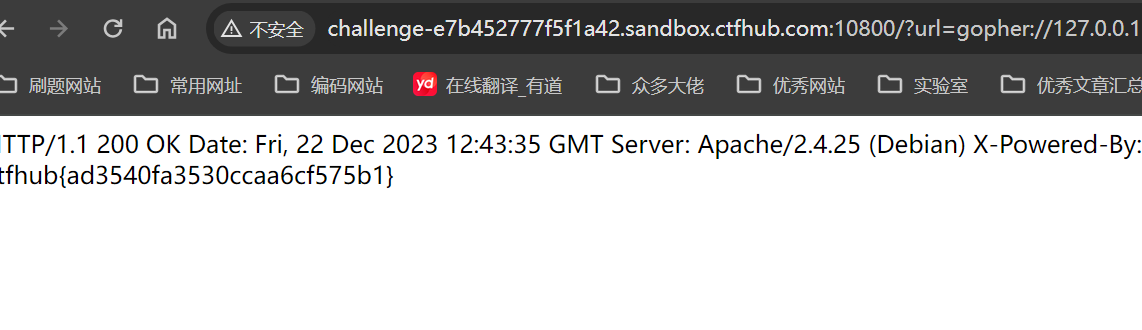 不安全 challenge-e7b452777f5f1a42.sandbox.ctfhub.com:10800/?url=gopher://127.0.0.1
刷题网站 常用网址 编码网站 yd 在线翻译_有道 众多大佬 优秀网站 实验室 优秀文章汇总
TTP/1.1 200 OK Date: Fri, 22 Dec 2023 12:43:35 GMT Server: Apache/2.4.25 (Debian) X-Powered-By:
tfhub{ad3540fa3530ccaa6cf575b1}